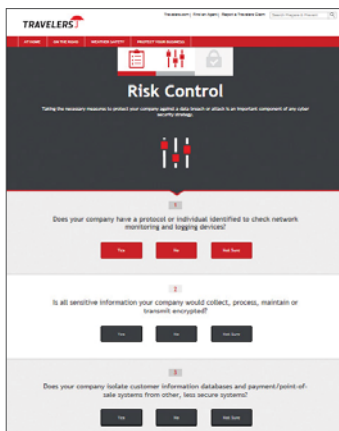 TRAVELERS
Travelers.com | Find an Agent | Report a Travelers Claim
AT HOME ON THE ROAD WEATHER SAFETY PROTECT YOUR BUSINESS
Risk Control
Taking the necessary measures to protect your company against a data breach or attack is an important component of any cyber
security strategy.
1
Does your company have a protocol or individual identified to check network
monitoring and logging devices?
Yes No Not Sure
2
Is all sensitive information your company would collect, process, maintain or
transmit encrypted?
Yes No Not Sure
3
Does your company isolate customer information databases and payment/point-of-
sale systems from other, less secure systems?
Yes No Not Sure